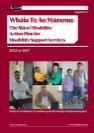 Whāia Te Ao Mārama:
The Māori Disability
Action Plan for
Disability Support Services
2012 to 2017